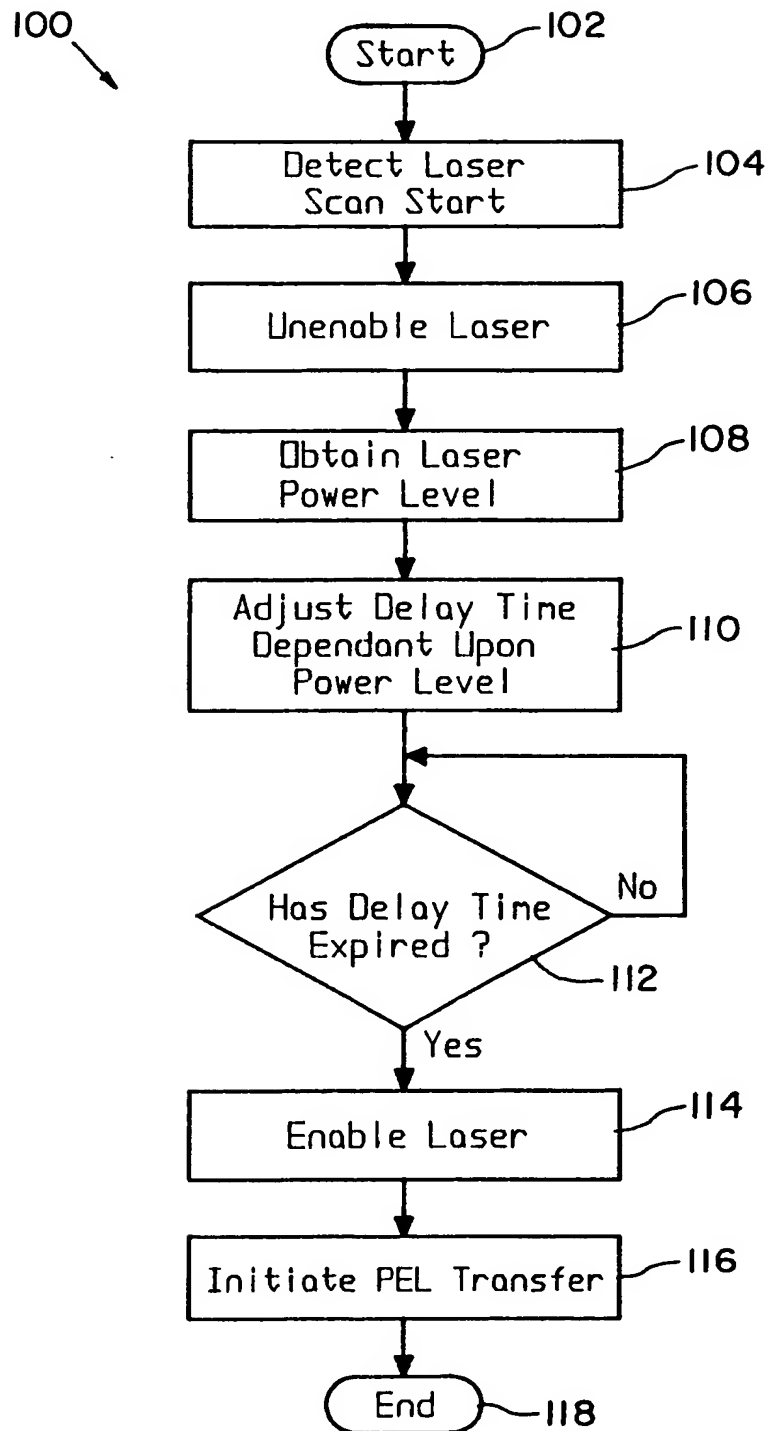 100
Start
102
Detect Laser
Scan Start
104
Unenable Laser
106
Obtain Laser
Power Level
108
Adjust Delay Time
Dependant Upon
Power Level
110
Has Delay Time
Expired ?
No
112
Yes
Enable Laser
114
Initiate PEL Transfer
116
End
118